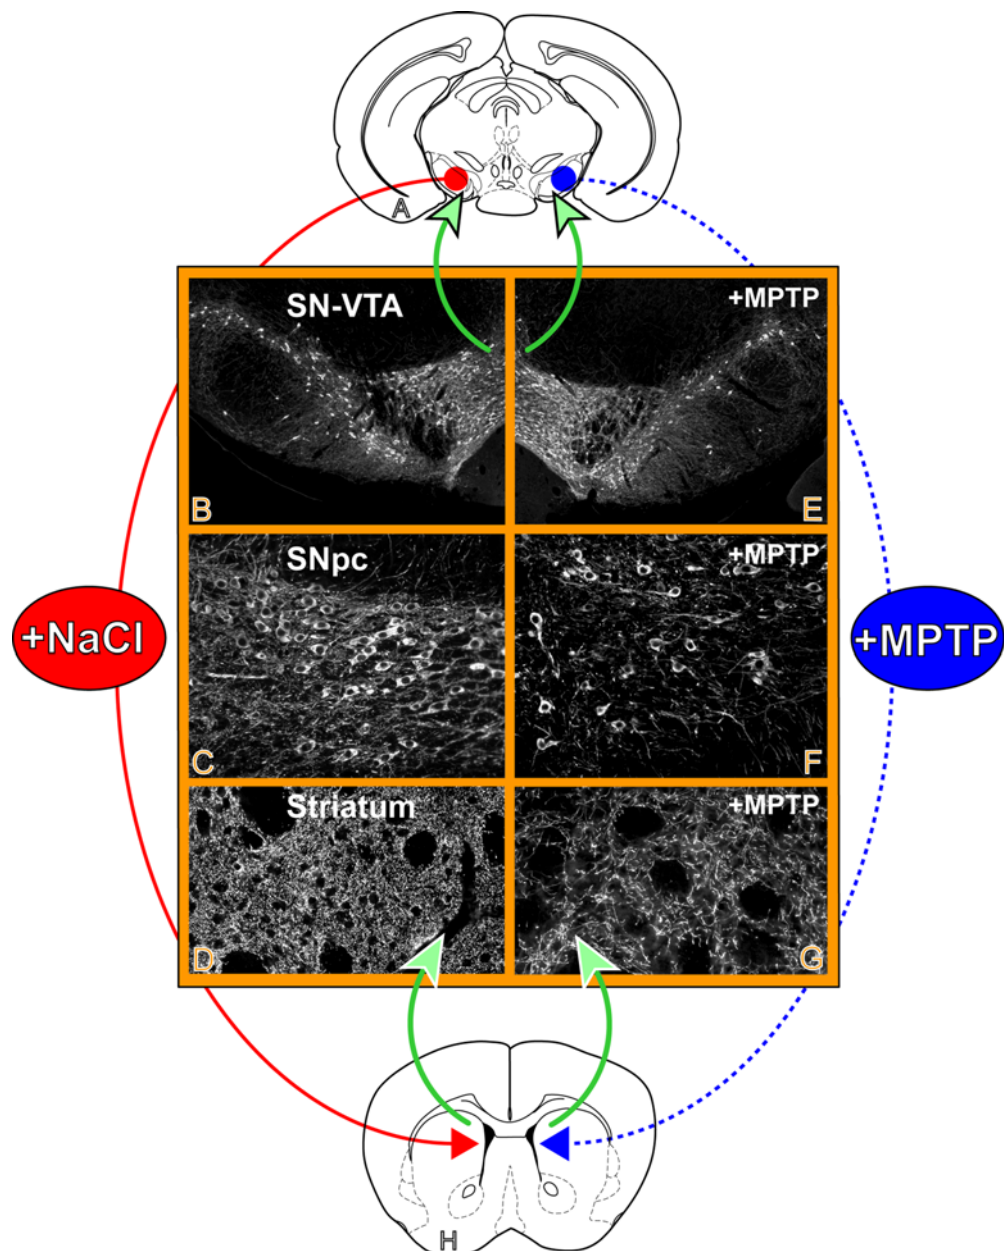 A
SN-VTA
+MPTP
B
E
SNpc
+MPTP
+NaCl
+MPTP
C
F
Striatum
+MPTP
D
G
H